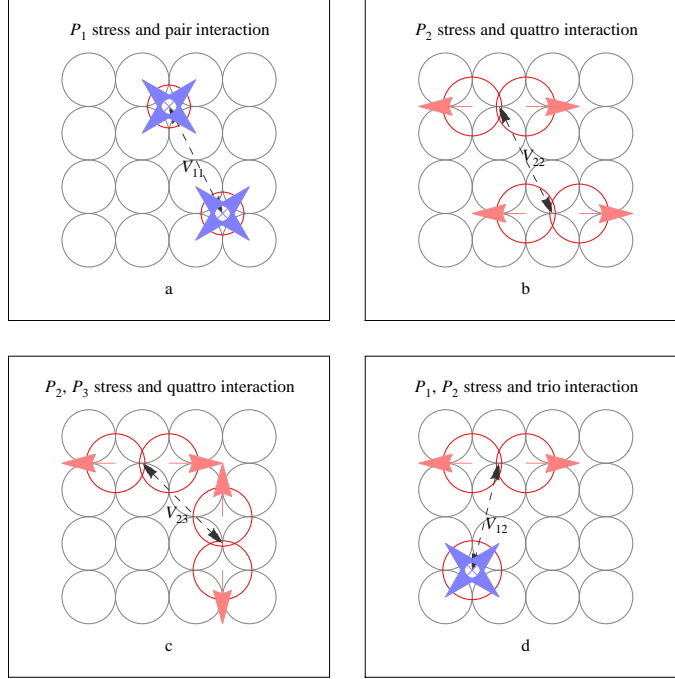 P₁ stress and pair interaction
V₁₁
a
P₂ stress and quattro interaction
V₂₂
b
P₂, P₃ stress and quattro interaction
V₂₃
c
P₁, P₂ stress and trio interaction
V₁₂
d